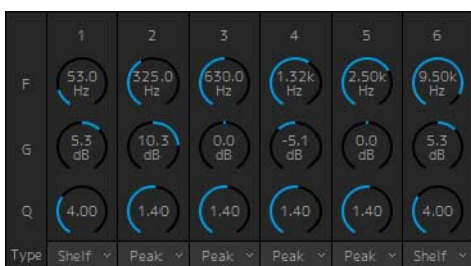 1 2 3 4 5 6
F 53.0 Hz 325.0 Hz 630.0 Hz 1.32k Hz 2.50k Hz 9.50k Hz
G 5.3 dB 10.3 dB 0.0 dB -5.1 dB 0.0 dB 5.3 dB
Q 4.00 1.40 1.40 1.40 1.40 4.00
Type Shelf Peak Peak Peak Peak Shelf